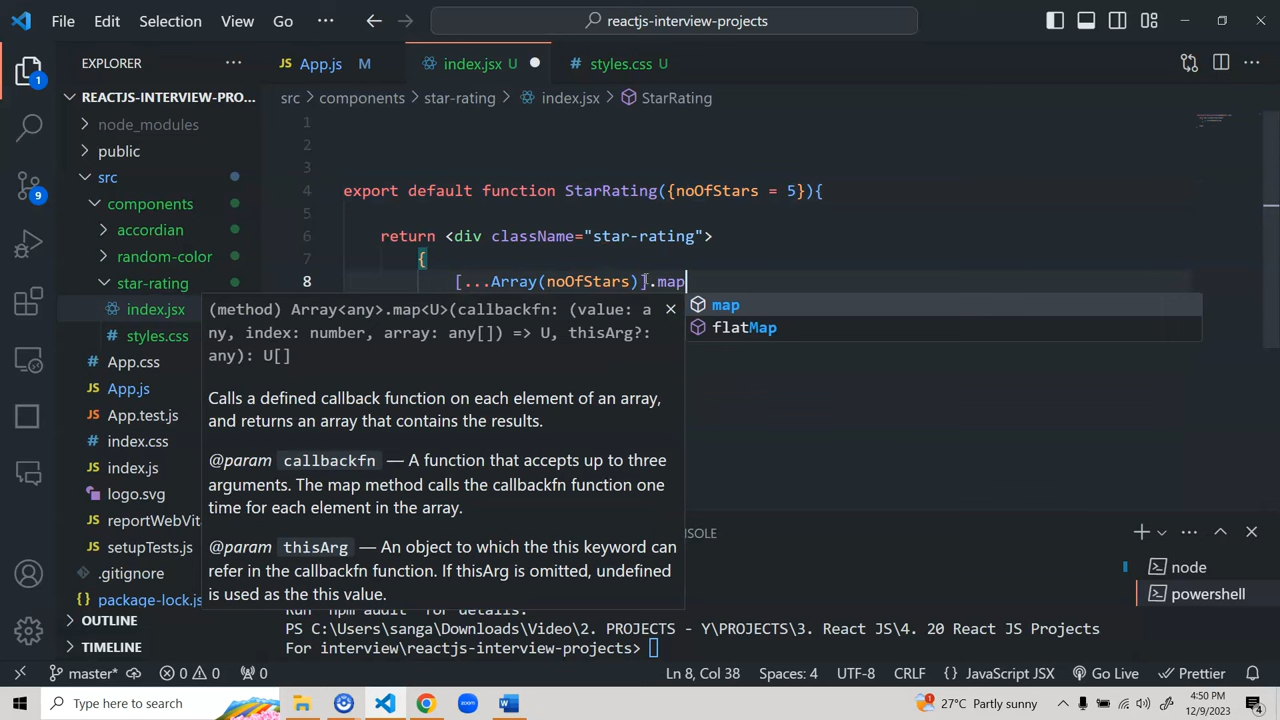 File Edit Selection View Go ··· reactjs-interview-projects
EXPLORER ···
App.js M
index.jsx U
styles.css U
REACTJS-INTERVIEW-PRO...
src > components > star-rating > index.jsx > StarRating
node_modules
public
src
components
accordian
random-color
star-rating
index.jsx
styles.css
App.css
App.js
App.test.js
index.css
index.js
logo.svg
reportWebVit
setupTests.js
.gitignore
package-lock.js
OUTLINE
TIMELINE
1
2
3
4 export default function StarRating({noOfStars = 5}){
5
6 return <div className="star-rating">
7 {
8 [...Array(noOfStars)].map
map
flatMap
(method) Array<any>.map<U>(callbackfn: (value: a
ny, index: number, array: any[]) => U, thisArg?:
any): U[]
Calls a defined callback function on each element of an array,
and returns an array that contains the results.
@param callbackfn — A function that accepts up to three
arguments. The map method calls the callbackfn function one
time for each element in the array.
@param thisArg — An object to which the this keyword can
refer in the callbackfn function. If thisArg is omitted, undefined
is used as the this value.
1
9
SOLE
node
powershell
Run `npm audit` for details.
PS C:\Users\sanga\Downloads\Video\2. PROJECTS - Y\PROJECTS\3. React JS\4. 20 React JS Projects
For interview\reactjs-interview-projects>
master* 0 0 0 Ln 8, Col 38 Spaces: 4 UTF-8 CRLF {} JavaScript JSX Go Live Prettier
Type here to search
zoom
27°C Partly sunny
4:50 PM
12/9/2023
4